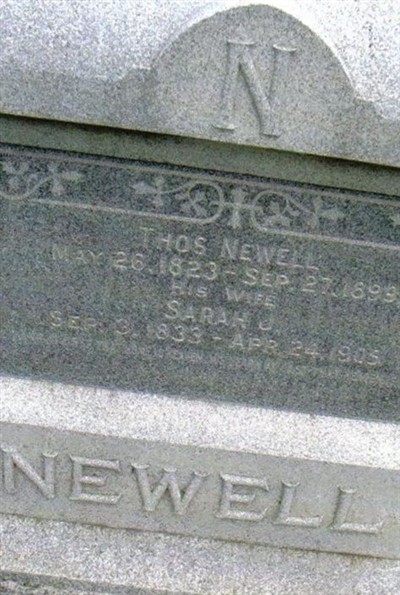 N
THOS NEWELL
MAY 26, 1823 - SEP. 27, 1899
HIS WIFE
SARAH J.
SEP. 3, 1833 - APR. 24, 1905
NEWELL